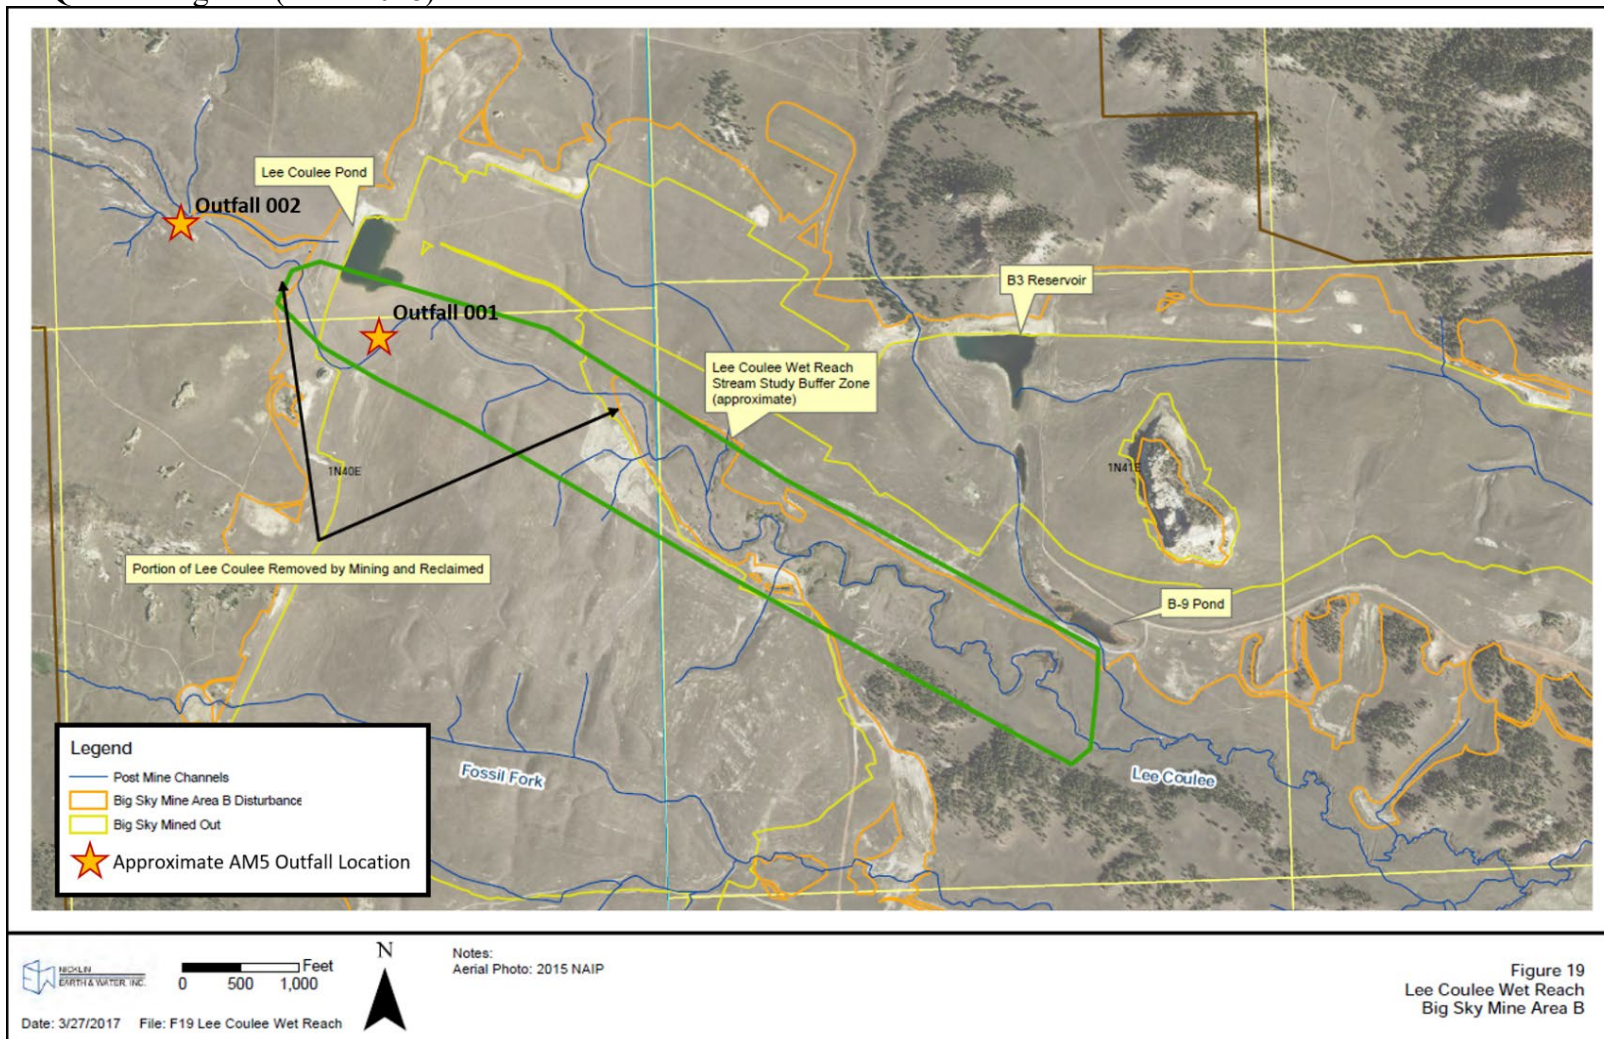 Lee Coulee Pond
Outfall 002
Outfall 001
B3 Reservoir
Lee Coulee Wet Reach
Stream Study Buffer Zone
(approximate)
1N40E
1N41E
Portion of Lee Coulee Removed by Mining and Reclaimed
B-9 Pond
Fossil Fork
Lee Coulee
Legend
Post Mine Channels
Big Sky Mine Area B Disturbance
Big Sky Mined Out
Approximate AM5 Outfall Location
NICKLIN
EARTH & WATER, INC.
Feet
0 500 1,000
N
Notes:
Aerial Photo: 2015 NAIP
Date: 3/27/2017 File: F19 Lee Coulee Wet Reach
Figure 19
Lee Coulee Wet Reach
Big Sky Mine Area B